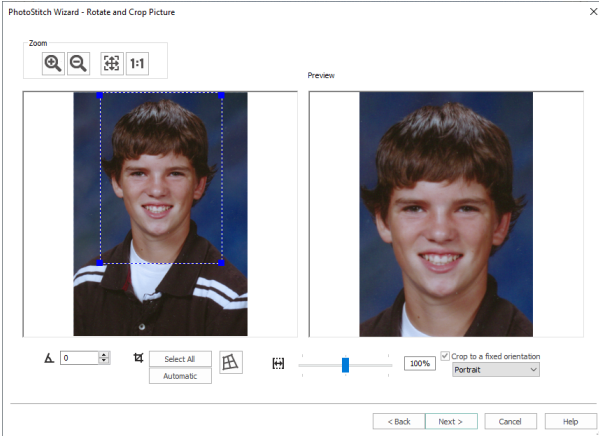 PhotoStitch Wizard - Rotate and Crop Picture
Zoom
1:1
Preview
0
Select All
Automatic
100%
Crop to a fixed orientation
Portrait
< Back
Next >
Cancel
Help